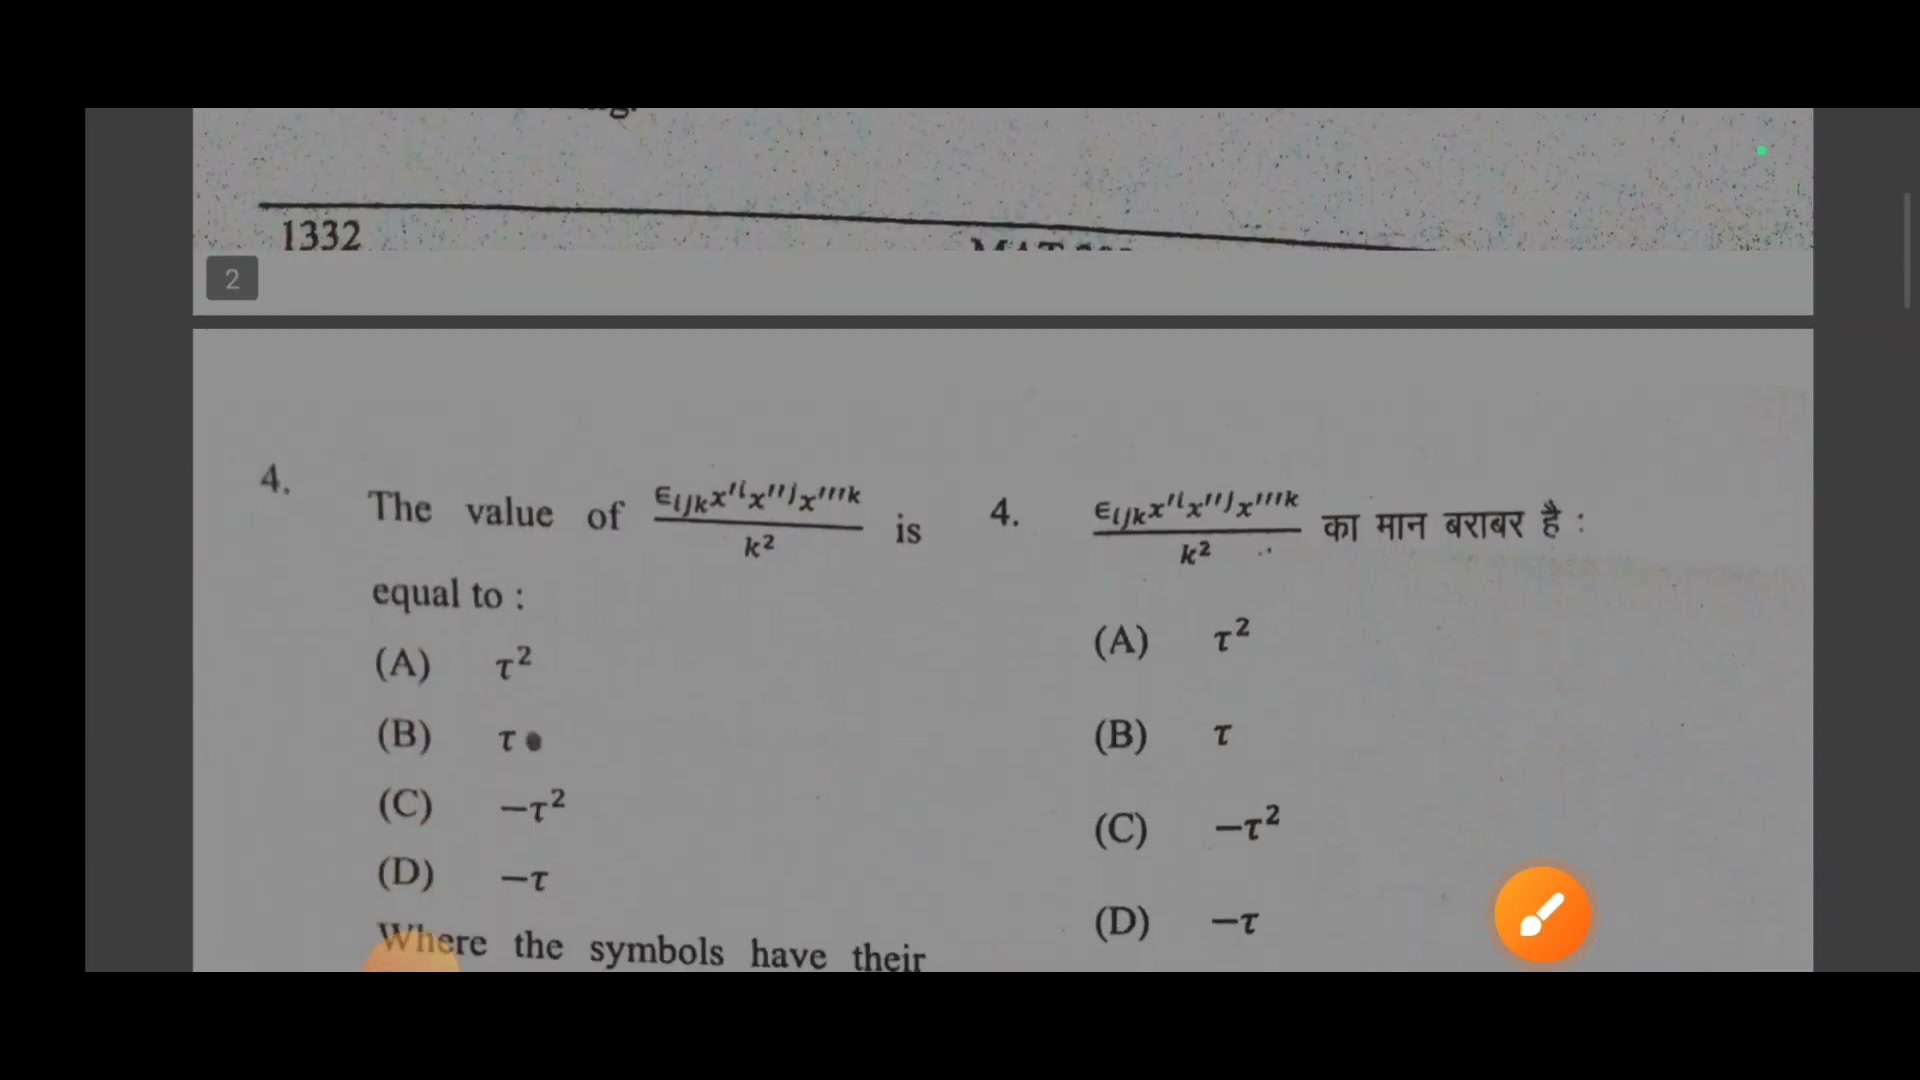 1332
2
4.
The value of \frac{\epsilon_{ijk}x'^{i}x''^{j}x'''^{k}}{k^2} is
equal to :
(A) τ²
(B) τ
(C) −τ²
(D) −τ
Where the symbols have their
4. \frac{\epsilon_{ijk}x'^{i}x''^{j}x'''^{k}}{k^2} का मान बराबर है :
(A) τ²
(B) τ
(C) −τ²
(D) −τ